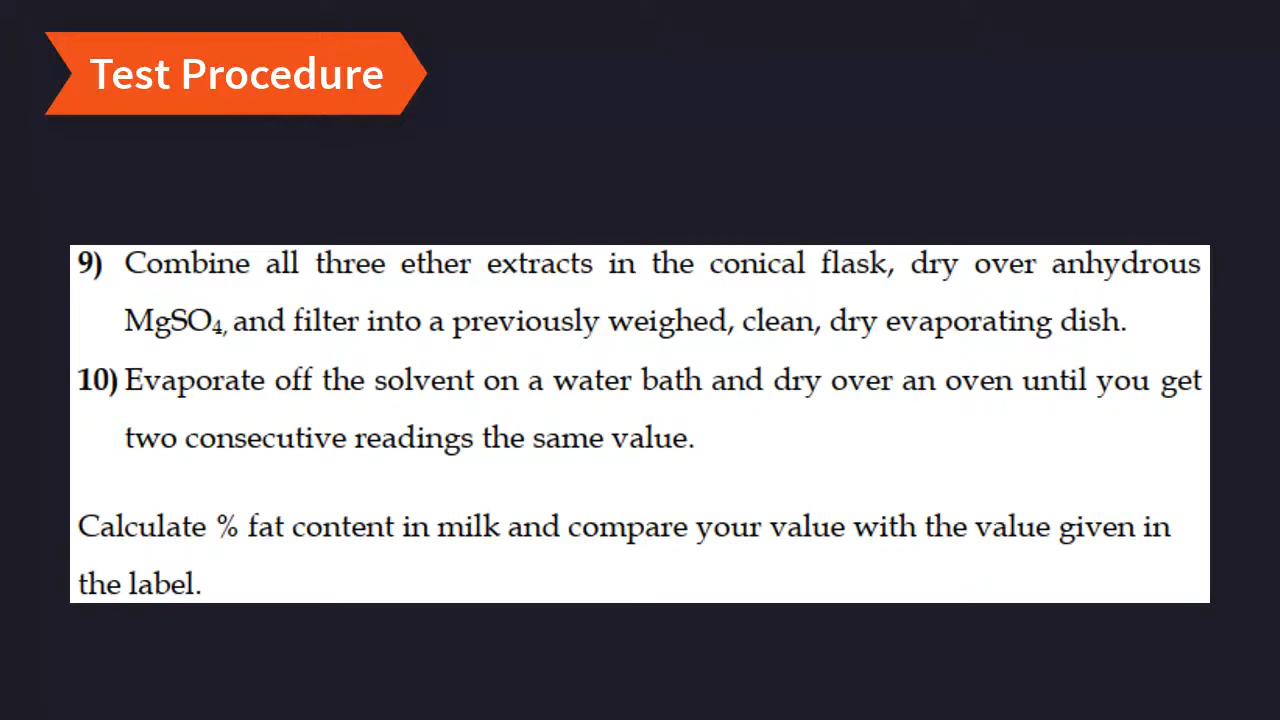 Test Procedure
9) Combine all three ether extracts in the conical flask, dry over anhydrous
MgSO₄, and filter into a previously weighed, clean, dry evaporating dish.
10) Evaporate off the solvent on a water bath and dry over an oven until you get
two consecutive readings the same value.
Calculate % fat content in milk and compare your value with the value given in
the label.